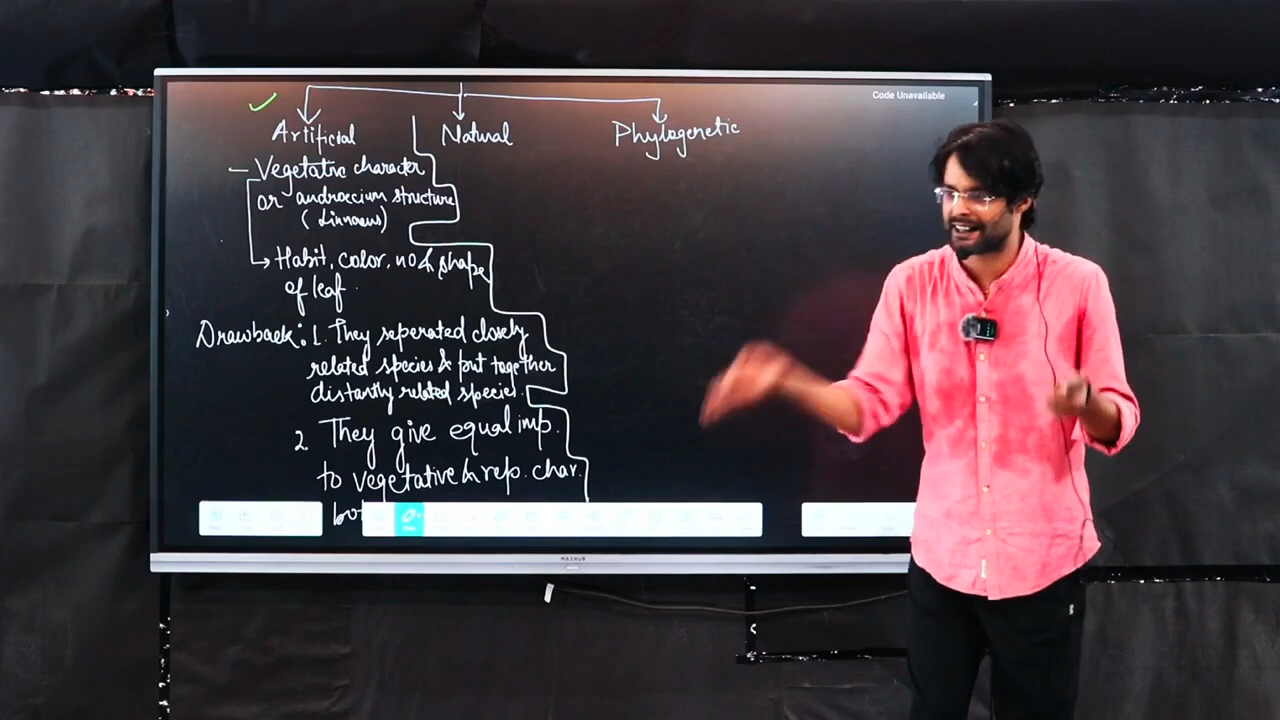 Code Unavailable
Artificial Natural Phylogenetic
- Vegetative character
or androecium structure
(Linnaeus)
Habit, color, no & shape
of leaf.
Drawback: 1. They seperated closely
related species & put together
distantly related species.
2. They give equal imp.
to vegetative & rep. char.
MAXHUB